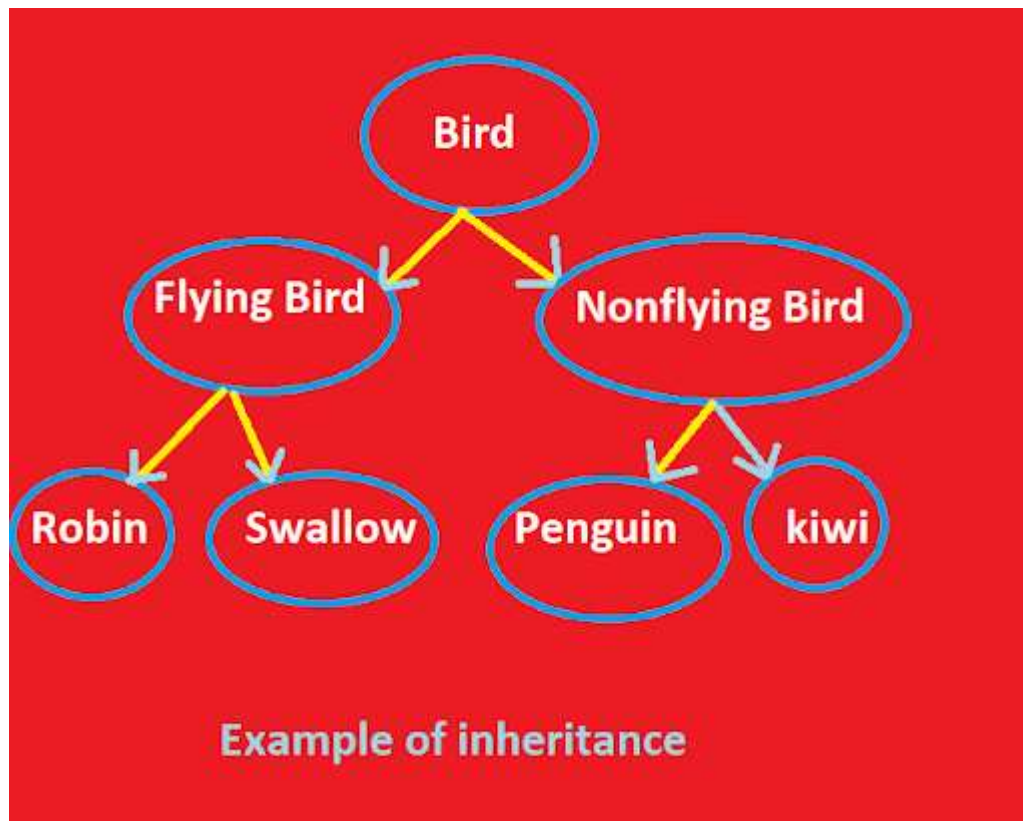 Bird
Flying Bird
Nonflying Bird
Robin
Swallow
Penguin
kiwi
Example of inheritance